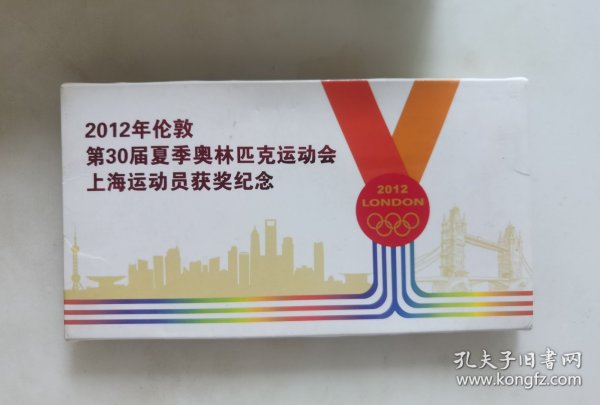 2012年伦敦
第30届夏季奥林匹克运动会
上海运动员获奖纪念
2012
LONDON
孔夫子旧书网
www.kongfz.com